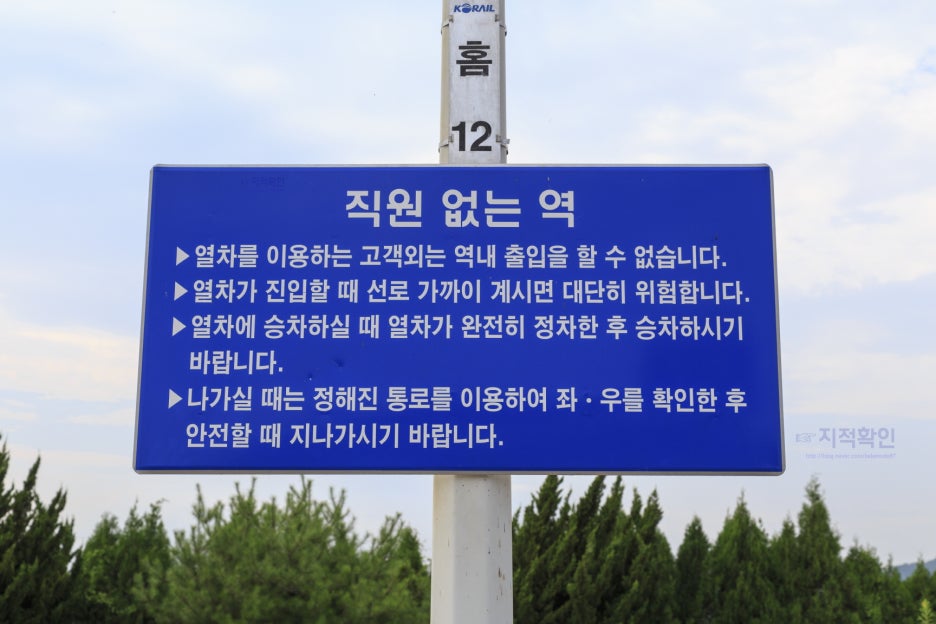 KORAIL
홈
12
직원 없는 역
▶열차를 이용하는 고객외는 역내 출입을 할 수 없습니다.
▶열차가 진입할 때 선로 가까이 계시면 대단히 위험합니다.
▶열차에 승차하실 때 열차가 완전히 정차한 후 승차하시기
바랍니다.
▶나가실 때는 정해진 통로를 이용하여 좌·우를 확인한 후
안전할 때 지나가시기 바랍니다.
지적확인